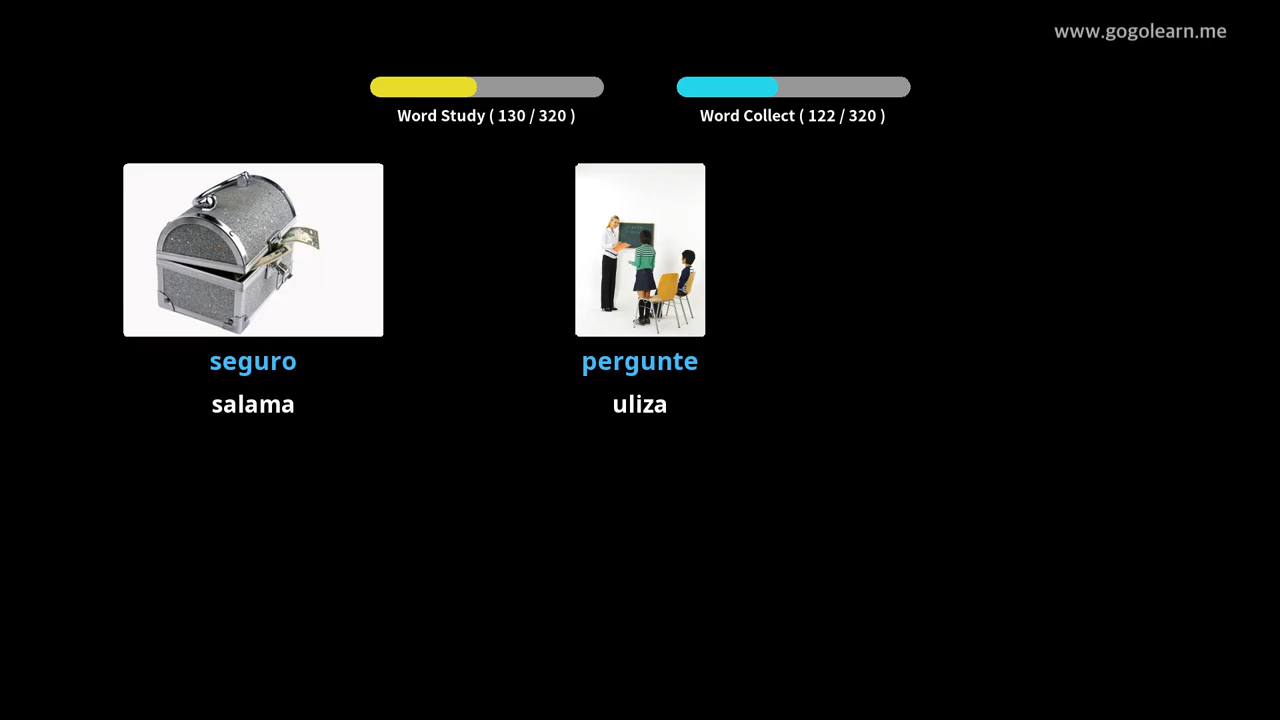 www.gogolearn.me
Word Study ( 130 / 320 )
Word Collect ( 122 / 320 )
seguro
pergunte
salama
uliza